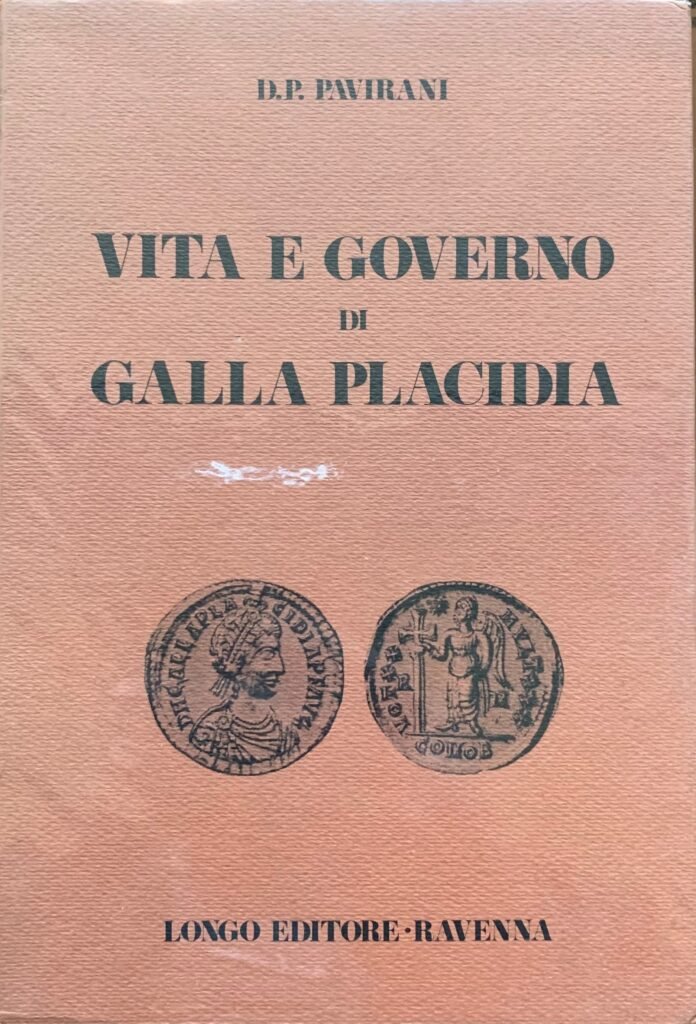 D.P. PAVIRANI
VITA E GOVERNO
DI
GALLA PLACIDIA
LONGO EDITORE·RAVENNA